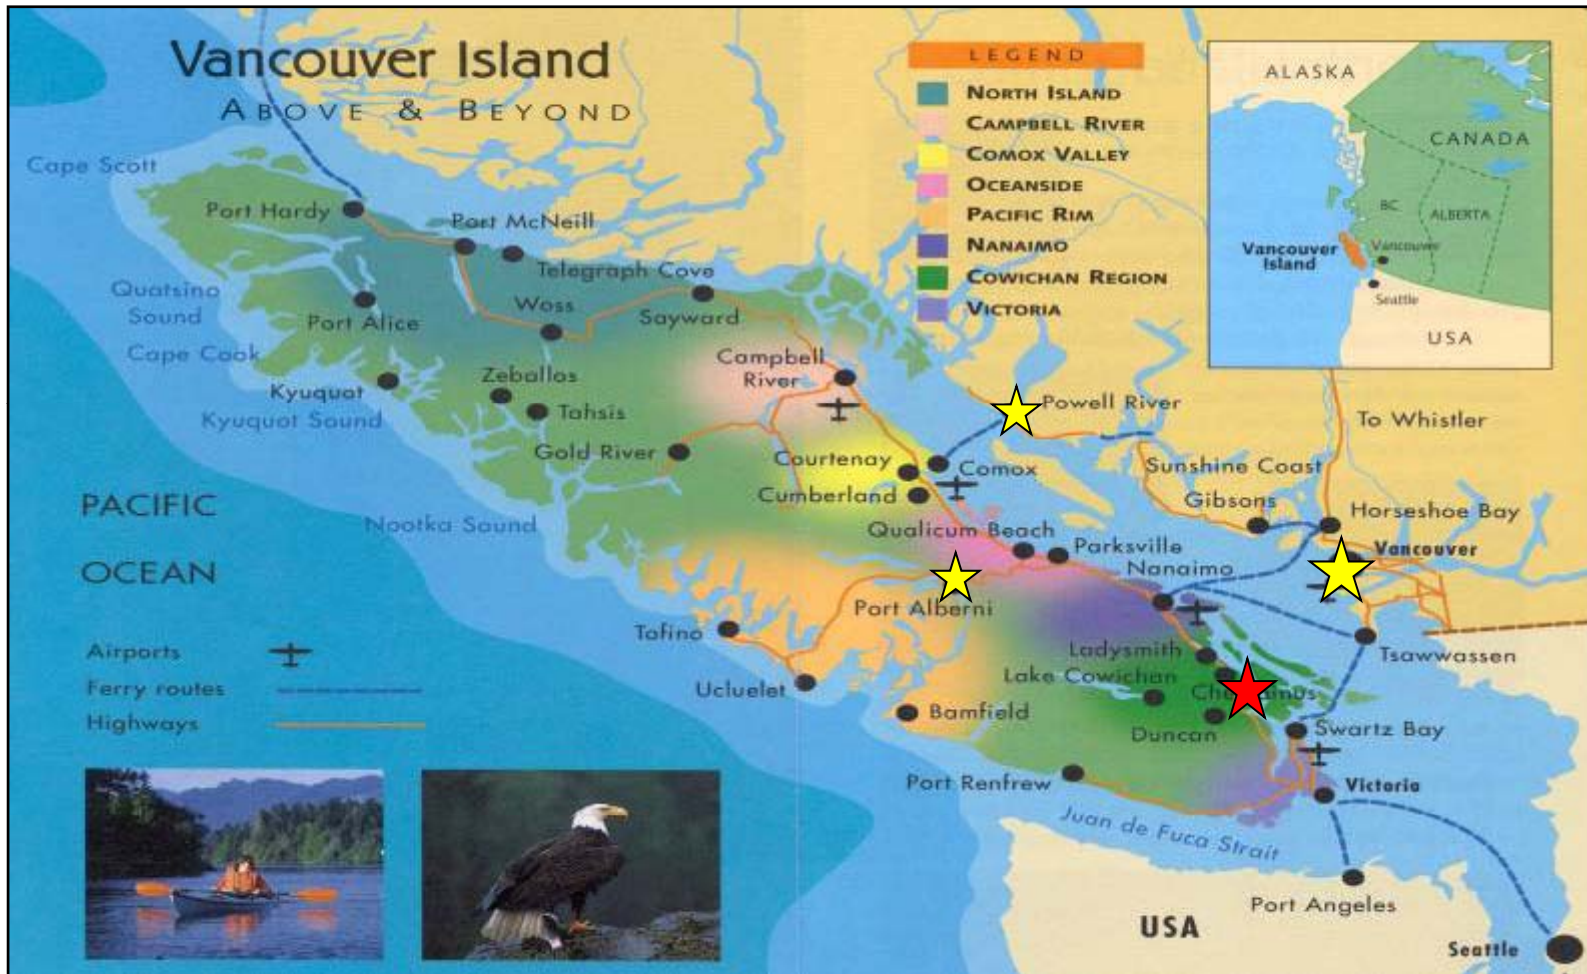 Vancouver Island
ABOVE & BEYOND
LEGEND
NORTH ISLAND
CAMPBELL RIVER
COMOX VALLEY
OCEANSIDE
PACIFIC RIM
NANAIMO
COWICHAN REGION
VICTORIA
ALASKA
CANADA
BC
ALBERTA
Vancouver
Island
Vancouver
Seattle
USA
Cape Scott
Port Hardy
Port McNeill
Telegraph Cove
Quatsino
Sound
Port Alice
Woss
Sayward
Cape Cook
Kyuquot
Kyuquot Sound
Zeballos
Tahsis
Campbell
River
Gold River
Powell River
To Whistler
Courtenay
Comox
Cumberland
Sunshine Coast
Gibsons
Horseshoe Bay
PACIFIC
OCEAN
Nootka Sound
Qualicum Beach
Parksville
Nanaimo
Vancouver
Port Alberni
Tofino
Ucluelet
Bamfield
Ladysmith
Lake Cowichan
Duncan
Tsawwassen
Swartz Bay
Port Renfrew
Victoria
Juan de Fuca Strait
Port Angeles
USA
Seattle
Airports
Ferry routes
Highways